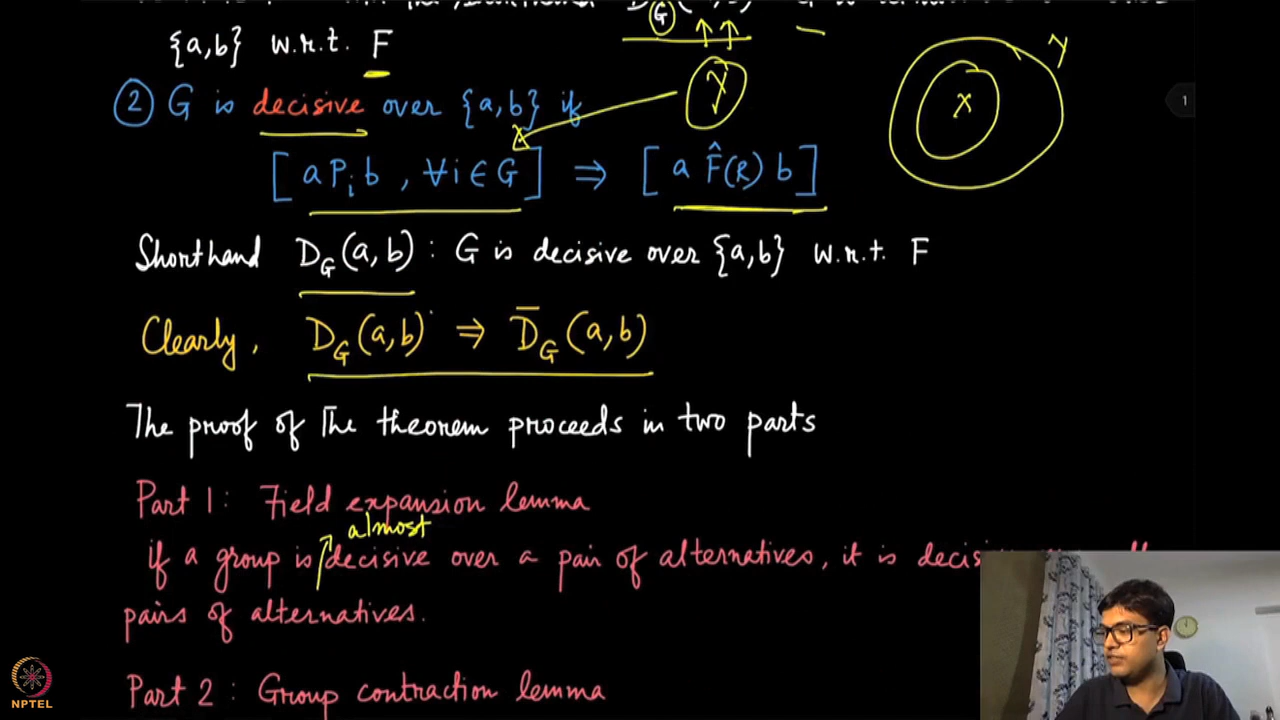 G
{a,b} w.r.t. F
② G is decisive over {a,b} if
[ a Pᵢ b , ∀i ∈ G ] ⇒ [ a F̂(R) b ]
Y
X
Y
1
Shorthand D_G(a,b) : G is decisive over {a,b} w.r.t. F
Clearly, D_G(a,b) ⇒ D̄_G(a,b)
The proof of The theorem proceeds in two parts
Part 1: Field expansion lemma
almost
if a group is decisive over a pair of alternatives, it is
pairs of alternatives.
Part 2 : Group contraction lemma
NPTEL